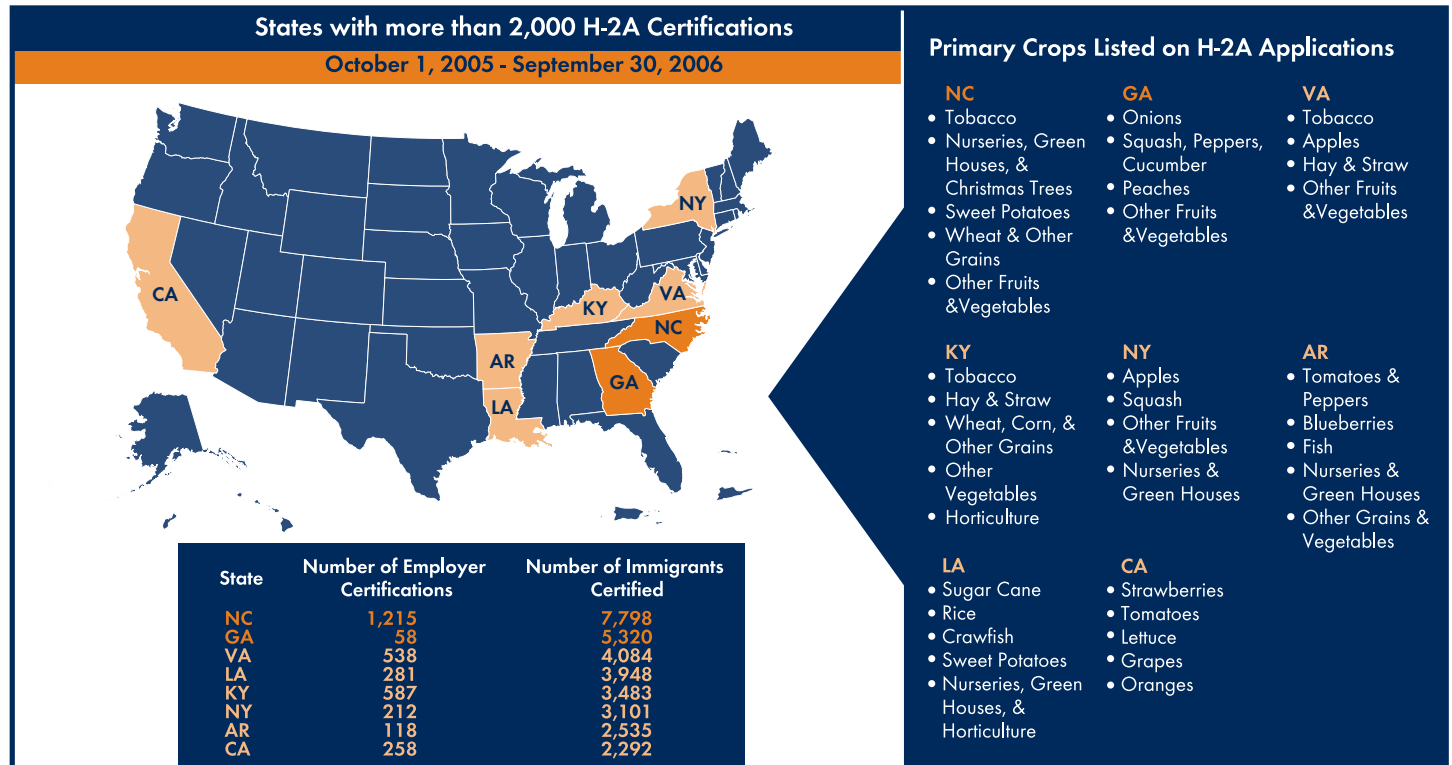 States with more than 2,000 H-2A Certifications
October 1, 2005 - September 30, 2006
NY
CA
VA
KY
NC
AR
GA
LA
State Number of Employer Certifications Number of Immigrants Certified
NC 1,215 7,798
GA 58 5,320
VA 538 4,084
LA 281 3,948
KY 587 3,483
NY 212 3,101
AR 118 2,535
CA 258 2,292
Primary Crops Listed on H-2A Applications
NC
• Tobacco
• Nurseries, Green
Houses, &
Christmas Trees
• Sweet Potatoes
• Wheat & Other
Grains
• Other Fruits
&Vegetables
GA
• Onions
• Squash, Peppers,
Cucumber
• Peaches
• Other Fruits
&Vegetables
VA
• Tobacco
• Apples
• Hay & Straw
• Other Fruits
&Vegetables
KY
• Tobacco
• Hay & Straw
• Wheat, Corn, &
Other Grains
• Other
Vegetables
• Horticulture
NY
• Apples
• Squash
• Other Fruits
&Vegetables
• Nurseries &
Green Houses
AR
• Tomatoes &
Peppers
• Blueberries
• Fish
• Nurseries &
Green Houses
• Other Grains &
Vegetables
LA
• Sugar Cane
• Rice
• Crawfish
• Sweet Potatoes
• Nurseries, Green
Houses, &
Horticulture
CA
• Strawberries
• Tomatoes
• Lettuce
• Grapes
• Oranges